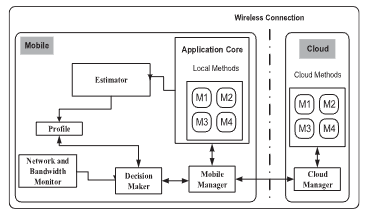 Wireless Connection
Mobile
Application Core
Local Methods
M1 M2
M3 M4
Estimator
Profile
Network and
Bandwidth
Monitor
Decision
Maker
Mobile
Manager
Cloud
Cloud Methods
M1 M2
M3 M4
Cloud
Manager